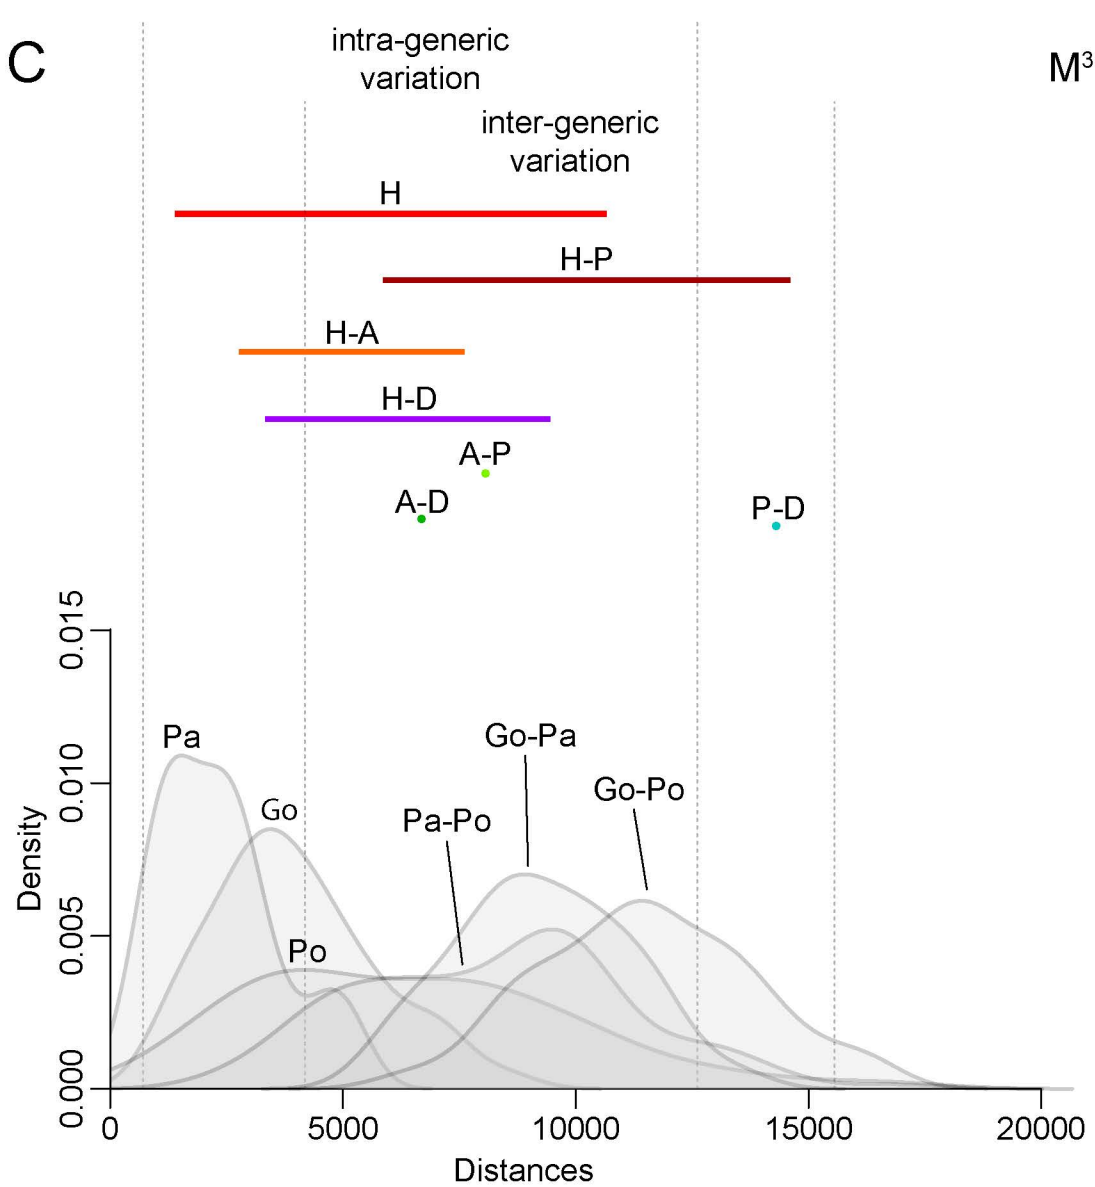 C
intra-generic
variation
M³
inter-generic
variation
H
H-P
H-A
H-D
A-P
A-D
P-D
0.015
0.010
0.005
0.000
Density
Pa
Go
Po
Pa-Po
Go-Pa
Go-Po
0 5000 10000 15000 20000
Distances